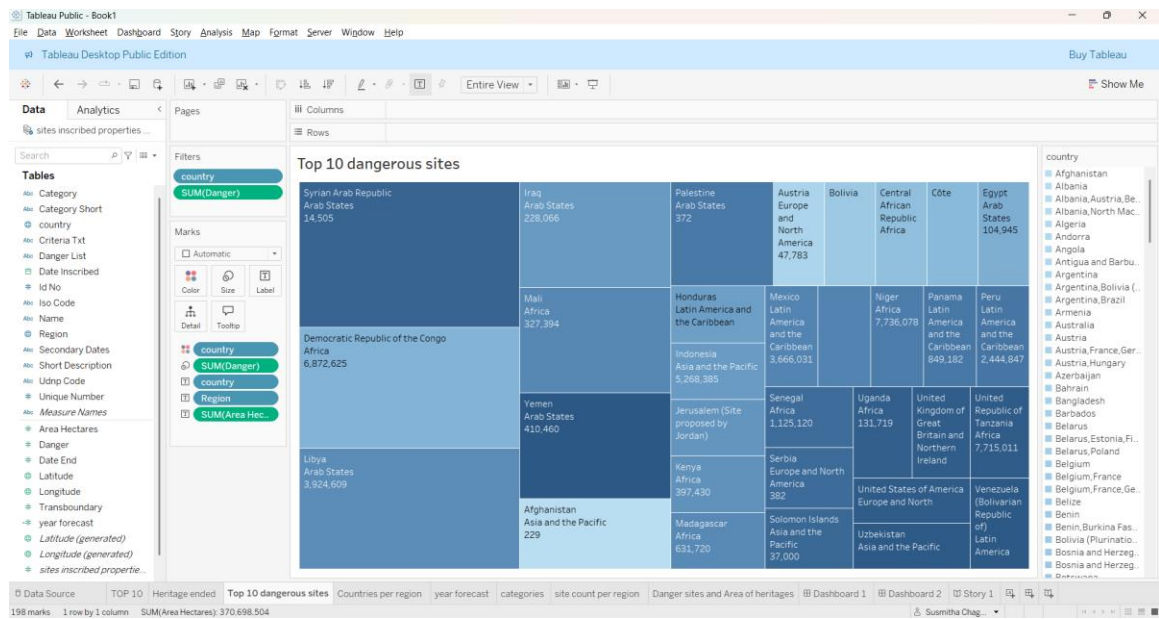 Tableau Public - Book1
File Data Worksheet Dashboard Story Analysis Map Format Server Window Help
Tableau Desktop Public Edition
Buy Tableau
Entire View
Show Me
Data Analytics
sites inscribed properties ...
Search
Tables
Abc Category
Abc Category Short
country
Abc Criteria Txt
Abc Danger List
Date Inscribed
# Id No
Abc Iso Code
Abc Name
Region
Abc Secondary Dates
Abc Short Description
Abc Udnp Code
# Unique Number
Abc Measure Names
# Area Hectares
# Danger
# Date End
Latitude
Longitude
# Transboundary
year forecast
Latitude (generated)
Longitude (generated)
# sites inscribed propertie...
Pages
Filters
country
SUM(Danger)
Marks
Automatic
Color Size Label
Detail Tooltip
country
SUM(Danger)
country
Region
SUM(Area Hec..
Columns
Rows
Top 10 dangerous sites
Syrian Arab Republic
Arab States
14,505
Democratic Republic of the Congo
Africa
6,872,625
Libya
Arab States
3,924,609
Iraq
Arab States
228,066
Mali
Africa
327,394
Yemen
Arab States
410,460
Afghanistan
Asia and the Pacific
229
Palestine
Arab States
372
Honduras
Latin America and
the Caribbean
Indonesia
Asia and the Pacific
5,268,385
Jerusalem (Site
proposed by
Jordan)
Kenya
Africa
397,430
Madagascar
Africa
631,720
Austria
Europe
and
North
America
47,783
Bolivia
Central
African
Republic
Africa
Côte
Egypt
Arab
States
104,945
Mexico
Latin
America
and the
Caribbean
3,666,031
Niger
Africa
7,736,078
Panama
Latin
America
and the
Caribbean
849,182
Peru
Latin
America
and the
Caribbean
2,444,847
Senegal
Africa
1,125,120
Serbia
Europe and North
America
382
Solomon Islands
Asia and the
Pacific
37,000
Uganda
Africa
131,719
United
Kingdom of
Great
Britain and
Northern
Ireland
United
Republic of
Tanzania
Africa
7,715,011
United States of America
Europe and North
Uzbekistan
Asia and the Pacific
Venezuela
(Bolivarian
Republic
of)
Latin
America
country
Afghanistan
Albania
Albania,Austria,Be..
Albania,North Mac..
Algeria
Andorra
Angola
Antigua and Barbu..
Argentina
Argentina,Bolivia (..
Argentina,Brazil
Armenia
Australia
Austria
Austria,France,Ger..
Austria,Hungary
Azerbaijan
Bahrain
Bangladesh
Barbados
Belarus
Belarus,Estonia,Fi..
Belarus,Poland
Belgium
Belgium,France
Belgium,France,Ge..
Belize
Benin
Benin,Burkina Fas..
Bolivia (Plurinatio..
Bosnia and Herzeg..
Bosnia and Herzeg..
Botswana
Data Source TOP 10 Heritage ended Top 10 dangerous sites Countries per region year forecast categories site count per region Danger sites and Area of heritages Dashboard 1 Dashboard 2 Story 1
198 marks 1 row by 1 column SUM(Area Hectares): 370,698,504
Susmitha Chag...